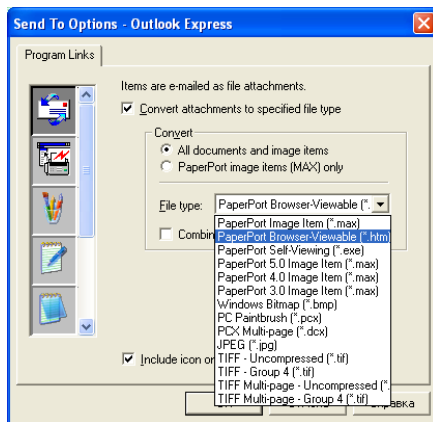 Send To Options - Outlook Express
Program Links
Items are e-mailed as file attachments.
Convert attachments to specified file type
Convert
All documents and image items
PaperPort image items (MAX) only
File type:
PaperPort Browser-Viewable (*.
PaperPort Image Item (*.max)
PaperPort Browser-Viewable (*.htm)
PaperPort Self-Viewing (*.exe)
PaperPort 5.0 Image Item (*.max)
PaperPort 4.0 Image Item (*.max)
PaperPort 3.0 Image Item (*.max)
Windows Bitmap (*.bmp)
PC Paintbrush (*.pcx)
PCX Multi-page (*.dcx)
JPEG (*.jpg)
TIFF - Uncompressed (*.tif)
TIFF - Group 4 (*.tif)
TIFF Multi-page - Uncompressed (*.
TIFF Multi-page - Group 4 (*.tif)
Combin
Include icon or